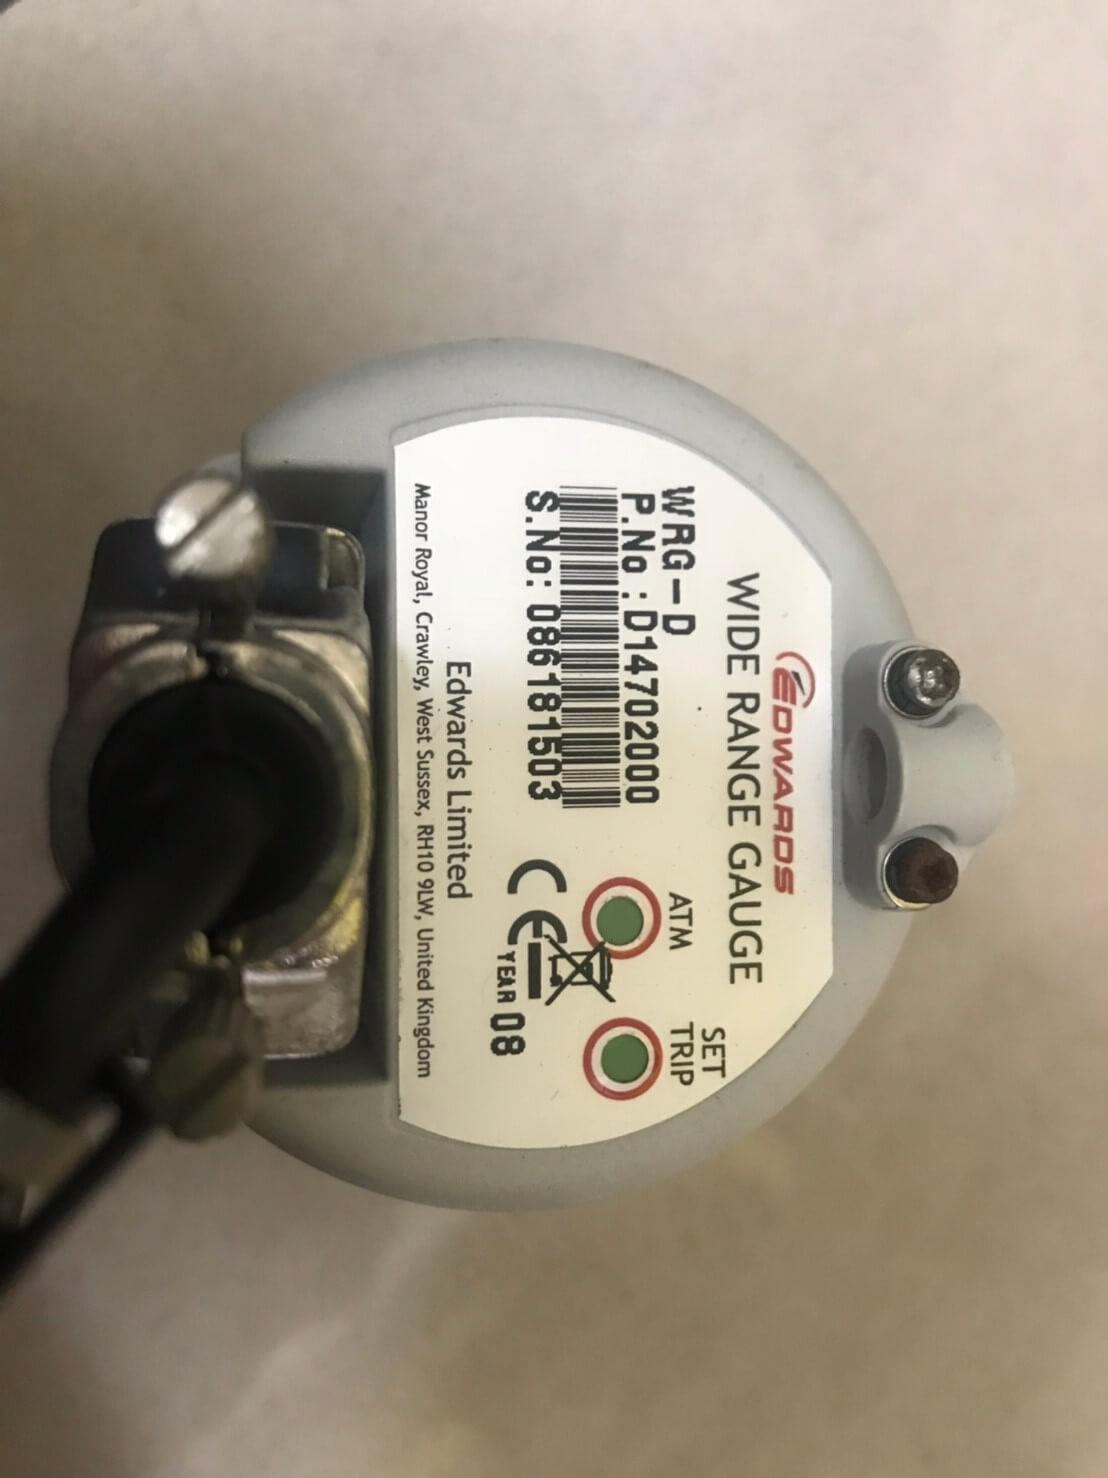 EDWARDS
WIDE RANGE GAUGE
WRG-D
P.No :D14702000
S.No: 086181503
ATM
SET
TRIP
CE
YEAR 08
Edwards Limited
Manor Royal, Crawley, West Sussex, RH10 9LW, United Kingdom